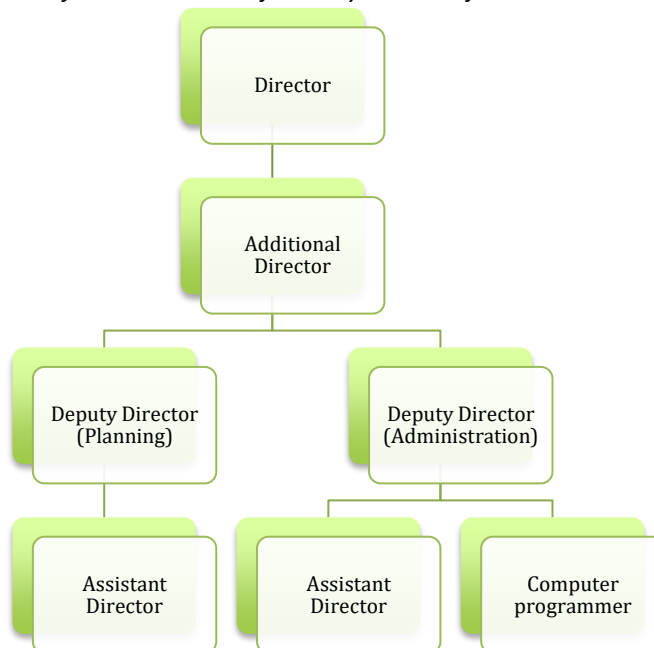 Director
Additional
Director
Deputy Director
(Planning)
Deputy Director
(Administration)
Assistant
Director
Assistant
Director
Computer
programmer